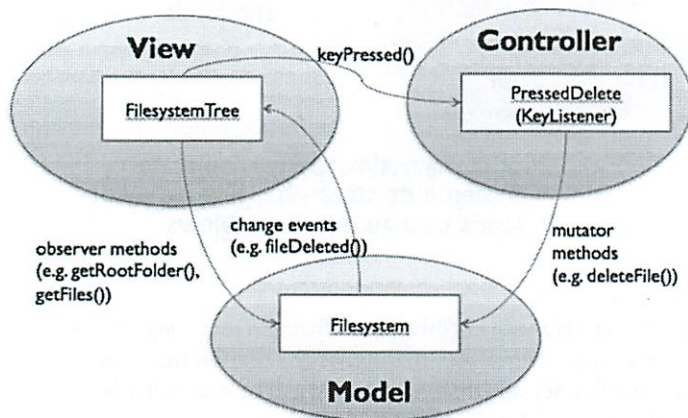 View
Controller
keyPressed()
FilesystemTree
PressedDelete
(KeyListener)
observer methods
(e.g. getRootFolder(),
getFiles())
change events
(e.g. fileDeleted())
mutator
methods
(e.g. deleteFile())
Filesystem
Model